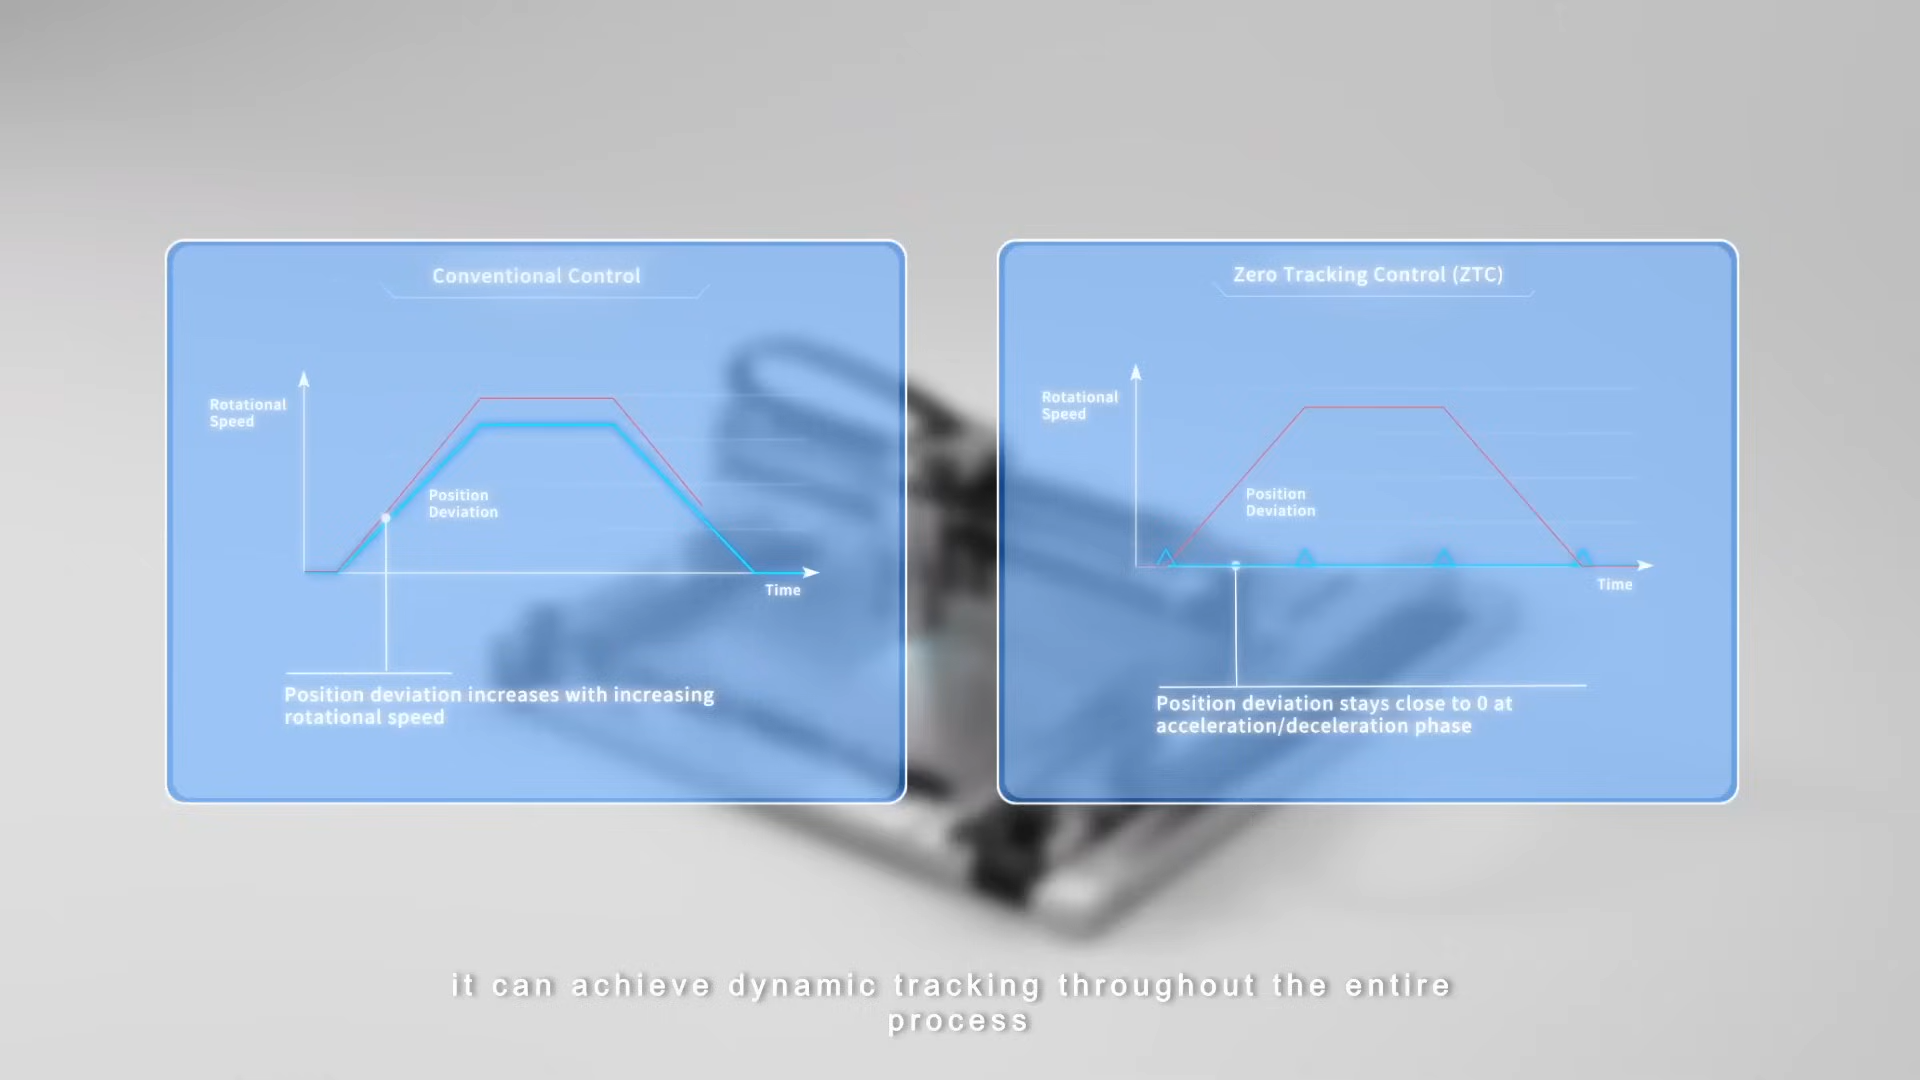 Conventional Control
Rotational
Speed
Position
Deviation
Time
Position deviation increases with increasing
rotational speed
Zero Tracking Control (ZTC)
Rotational
Speed
Position
Deviation
Time
Position deviation stays close to 0 at
acceleration/deceleration phase
it can achieve dynamic tracking throughout the entire
process